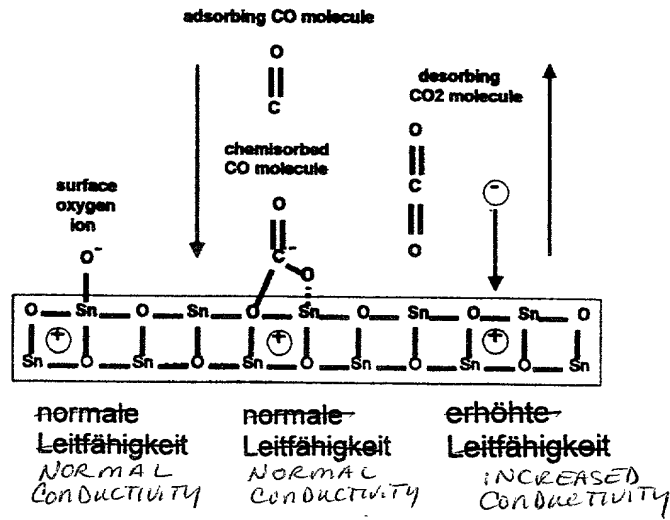 adsorbing CO molecule
O
C
desorbing
CO2 molecule
chemisorbed
CO molecule
surface
oxygen
ion
O
C
O
-
O
C-
O
O-
O Sn O Sn O Sn O Sn O Sn O
+ + +
Sn O Sn O Sn O Sn O Sn O Sn
normale
Leitfähigkeit
NORMAL
CONDUCTIVITY
normale
Leitfähigkeit
NORMAL
CONDUCTIVITY
erhöhte
Leitfähigkeit
INCREASED
CONDUCTIVITY